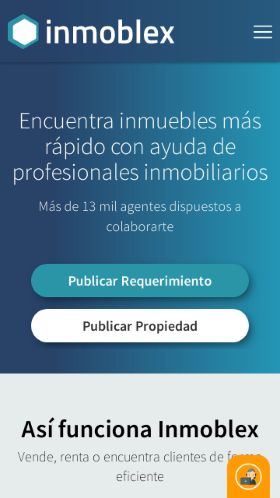 inmoblex
Encuentra inmuebles más
rápido con ayuda de
profesionales inmobiliarios
Más de 13 mil agentes dispuestos a
colaborarte
Publicar Requerimiento
Publicar Propiedad
Así funciona Inmoblex
Vende, renta o encuentra clientes de forma
eficiente